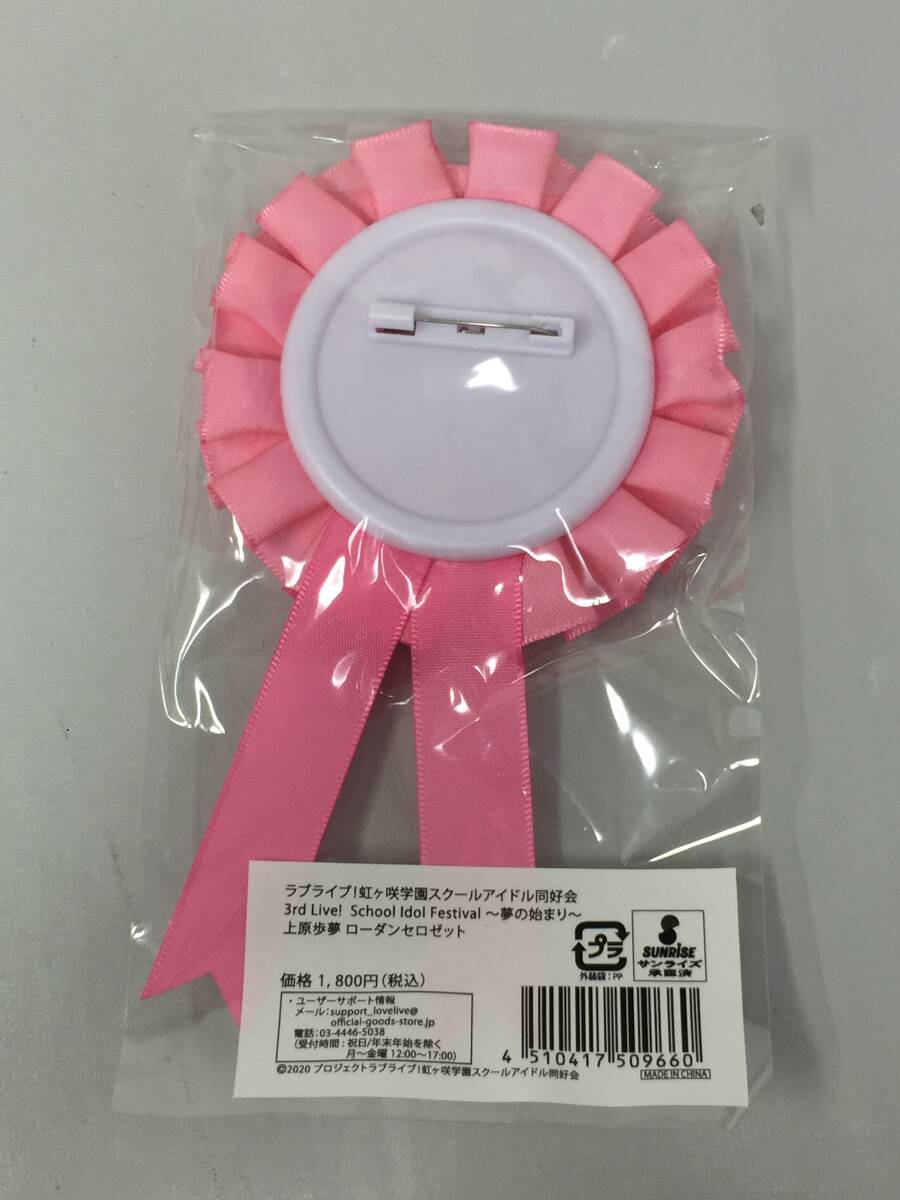 ラブライブ!虹ヶ咲学園スクールアイドル同好会
3rd Live! School Idol Festival ～夢の始まり～
上原歩夢 ローダンセロゼット
プラ
外装袋:PP
SUNRISE
サンライズ
承認済
価格 1,800円(税込)
・ユーザーサポート情報
メール:support_lovelive@
official-goods-store.jp
電話:03-4446-5038
(受付時間:祝日/年末年始を除く
月～金曜 12:00～17:00)
4 510417 509660
MADE IN CHINA
©2020 プロジェクトラブライブ!虹ヶ咲学園スクールアイドル同好会